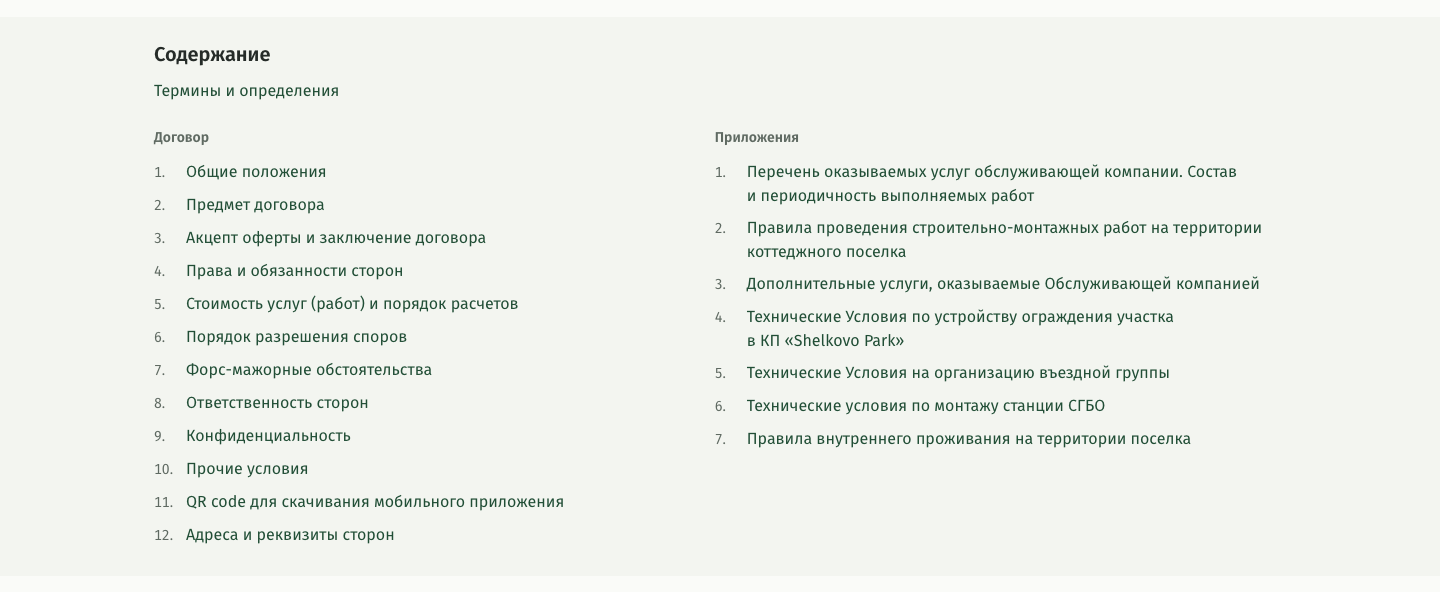 Содержание
Термины и определения
Договор
1. Общие положения
2. Предмет договора
3. Акцепт оферты и заключение договора
4. Права и обязанности сторон
5. Стоимость услуг (работ) и порядок расчетов
6. Порядок разрешения споров
7. Форс-мажорные обстоятельства
8. Ответственность сторон
9. Конфиденциальность
10. Прочие условия
11. QR code для скачивания мобильного приложения
12. Адреса и реквизиты сторон
Приложения
1. Перечень оказываемых услуг обслуживающей компании. Состав
и периодичность выполняемых работ
2. Правила проведения строительно-монтажных работ на территории
коттеджного поселка
3. Дополнительные услуги, оказываемые Обслуживающей компанией
4. Технические Условия по устройству ограждения участка
в КП «Shelkovo Park»
5. Технические Условия на организацию въездной группы
6. Технические условия по монтажу станции СГБО
7. Правила внутреннего проживания на территории поселка